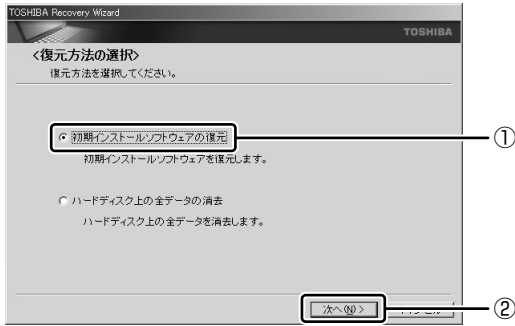 TOSHIBA Recovery Wizard
TOSHIBA
<復元方法の選択>
復元方法を選択してください。
初期インストールソフトウェアの復元
①
初期インストールソフトウェアを復元します。
ハードディスク上の全データの消去
ハードディスク上の全データを消去します。
次へ(N) >
②